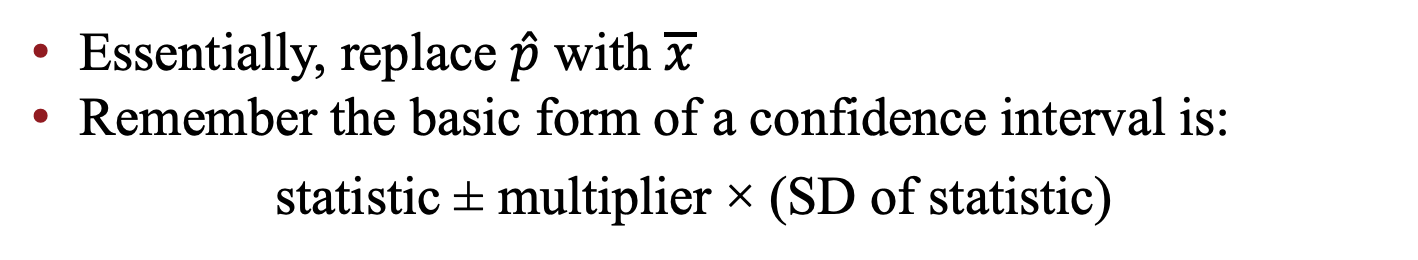 • Essentially, replace p̂ with x̅
• Remember the basic form of a confidence interval is:
statistic ± multiplier × (SD of statistic)